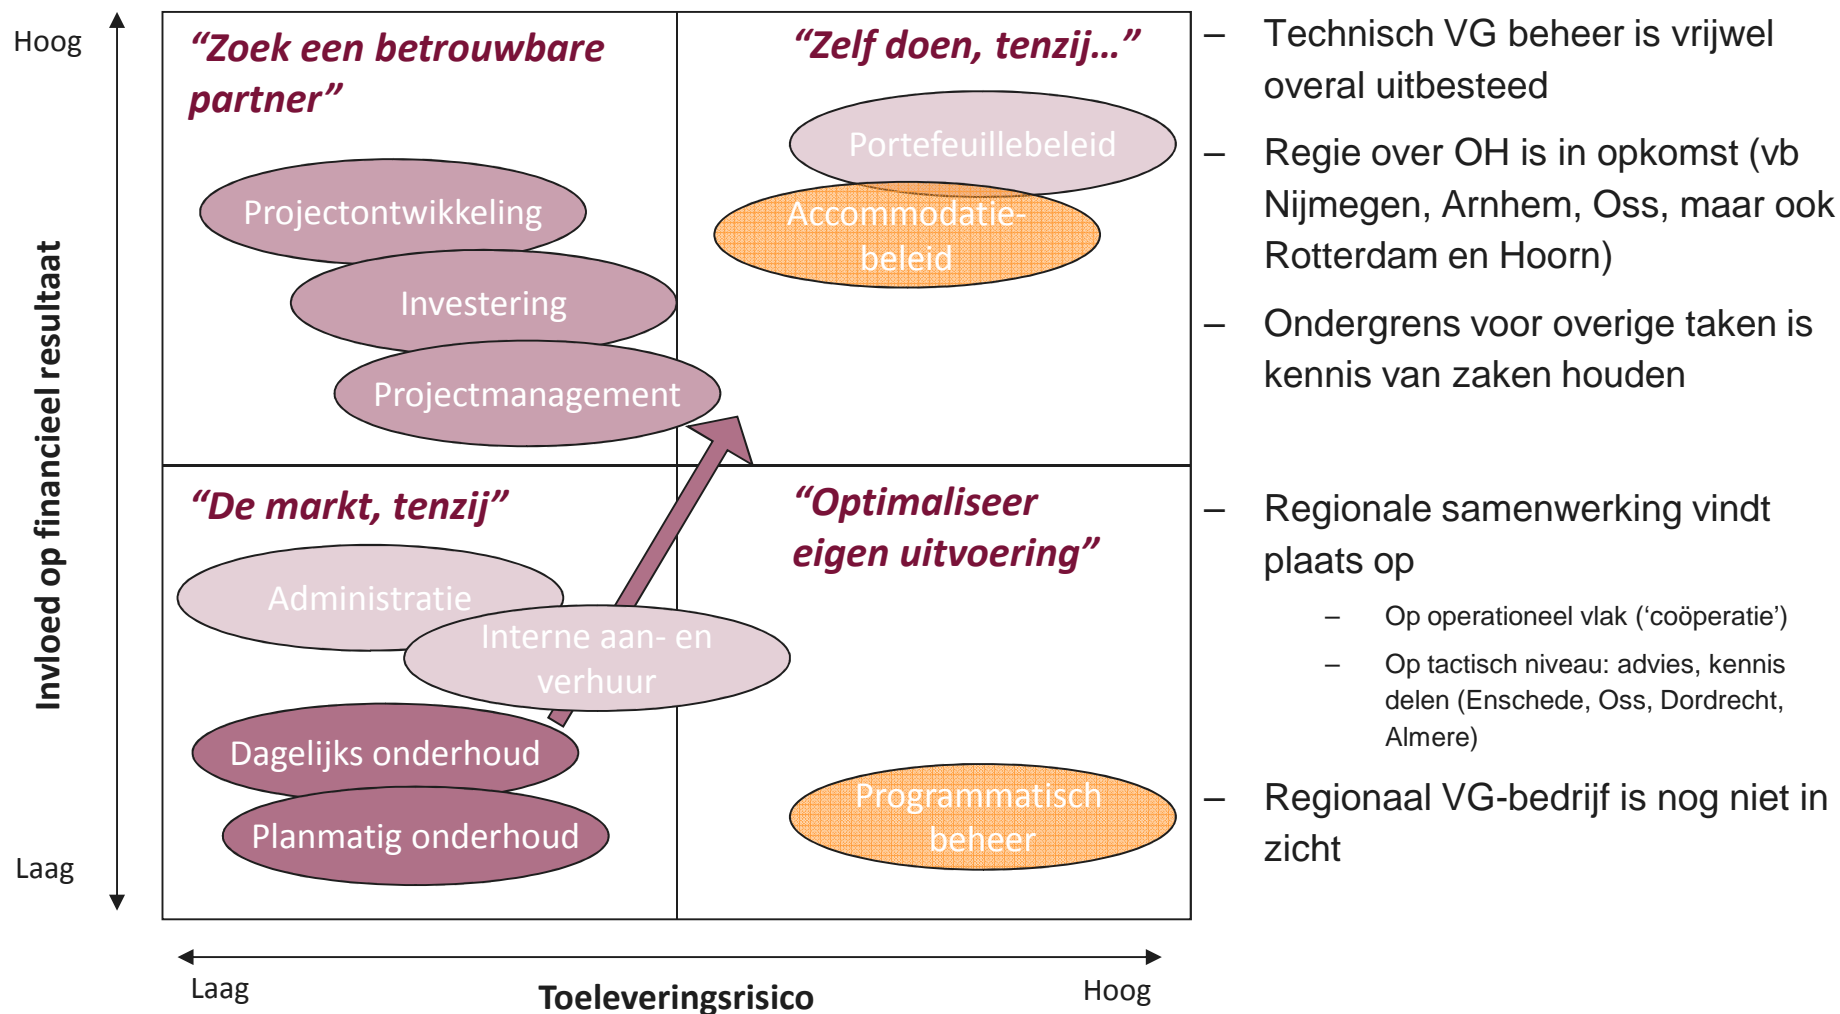 Hoog
Invloed op financieel resultaat
Laag
“Zoek een betrouwbare
partner”
Projectontwikkeling
Investering
Projectmanagement
“Zelf doen, tenzij…”
Portefeuillebeleid
Accommodatie-
beleid
“De markt, tenzij”
Administratie
Interne aan- en
verhuur
Dagelijks onderhoud
Planmatig onderhoud
“Optimaliseer
eigen uitvoering”
Programmatisch
beheer
Laag
Toeleveringsrisico
Hoog
– Technisch VG beheer is vrijwel
overal uitbesteed
– Regie over OH is in opkomst (vb
Nijmegen, Arnhem, Oss, maar ook
Rotterdam en Hoorn)
– Ondergrens voor overige taken is
kennis van zaken houden
– Regionale samenwerking vindt
plaats op
– Op operationeel vlak (‘coöperatie’)
– Op tactisch niveau: advies, kennis
delen (Enschede, Oss, Dordrecht,
Almere)
– Regionaal VG-bedrijf is nog niet in
zicht